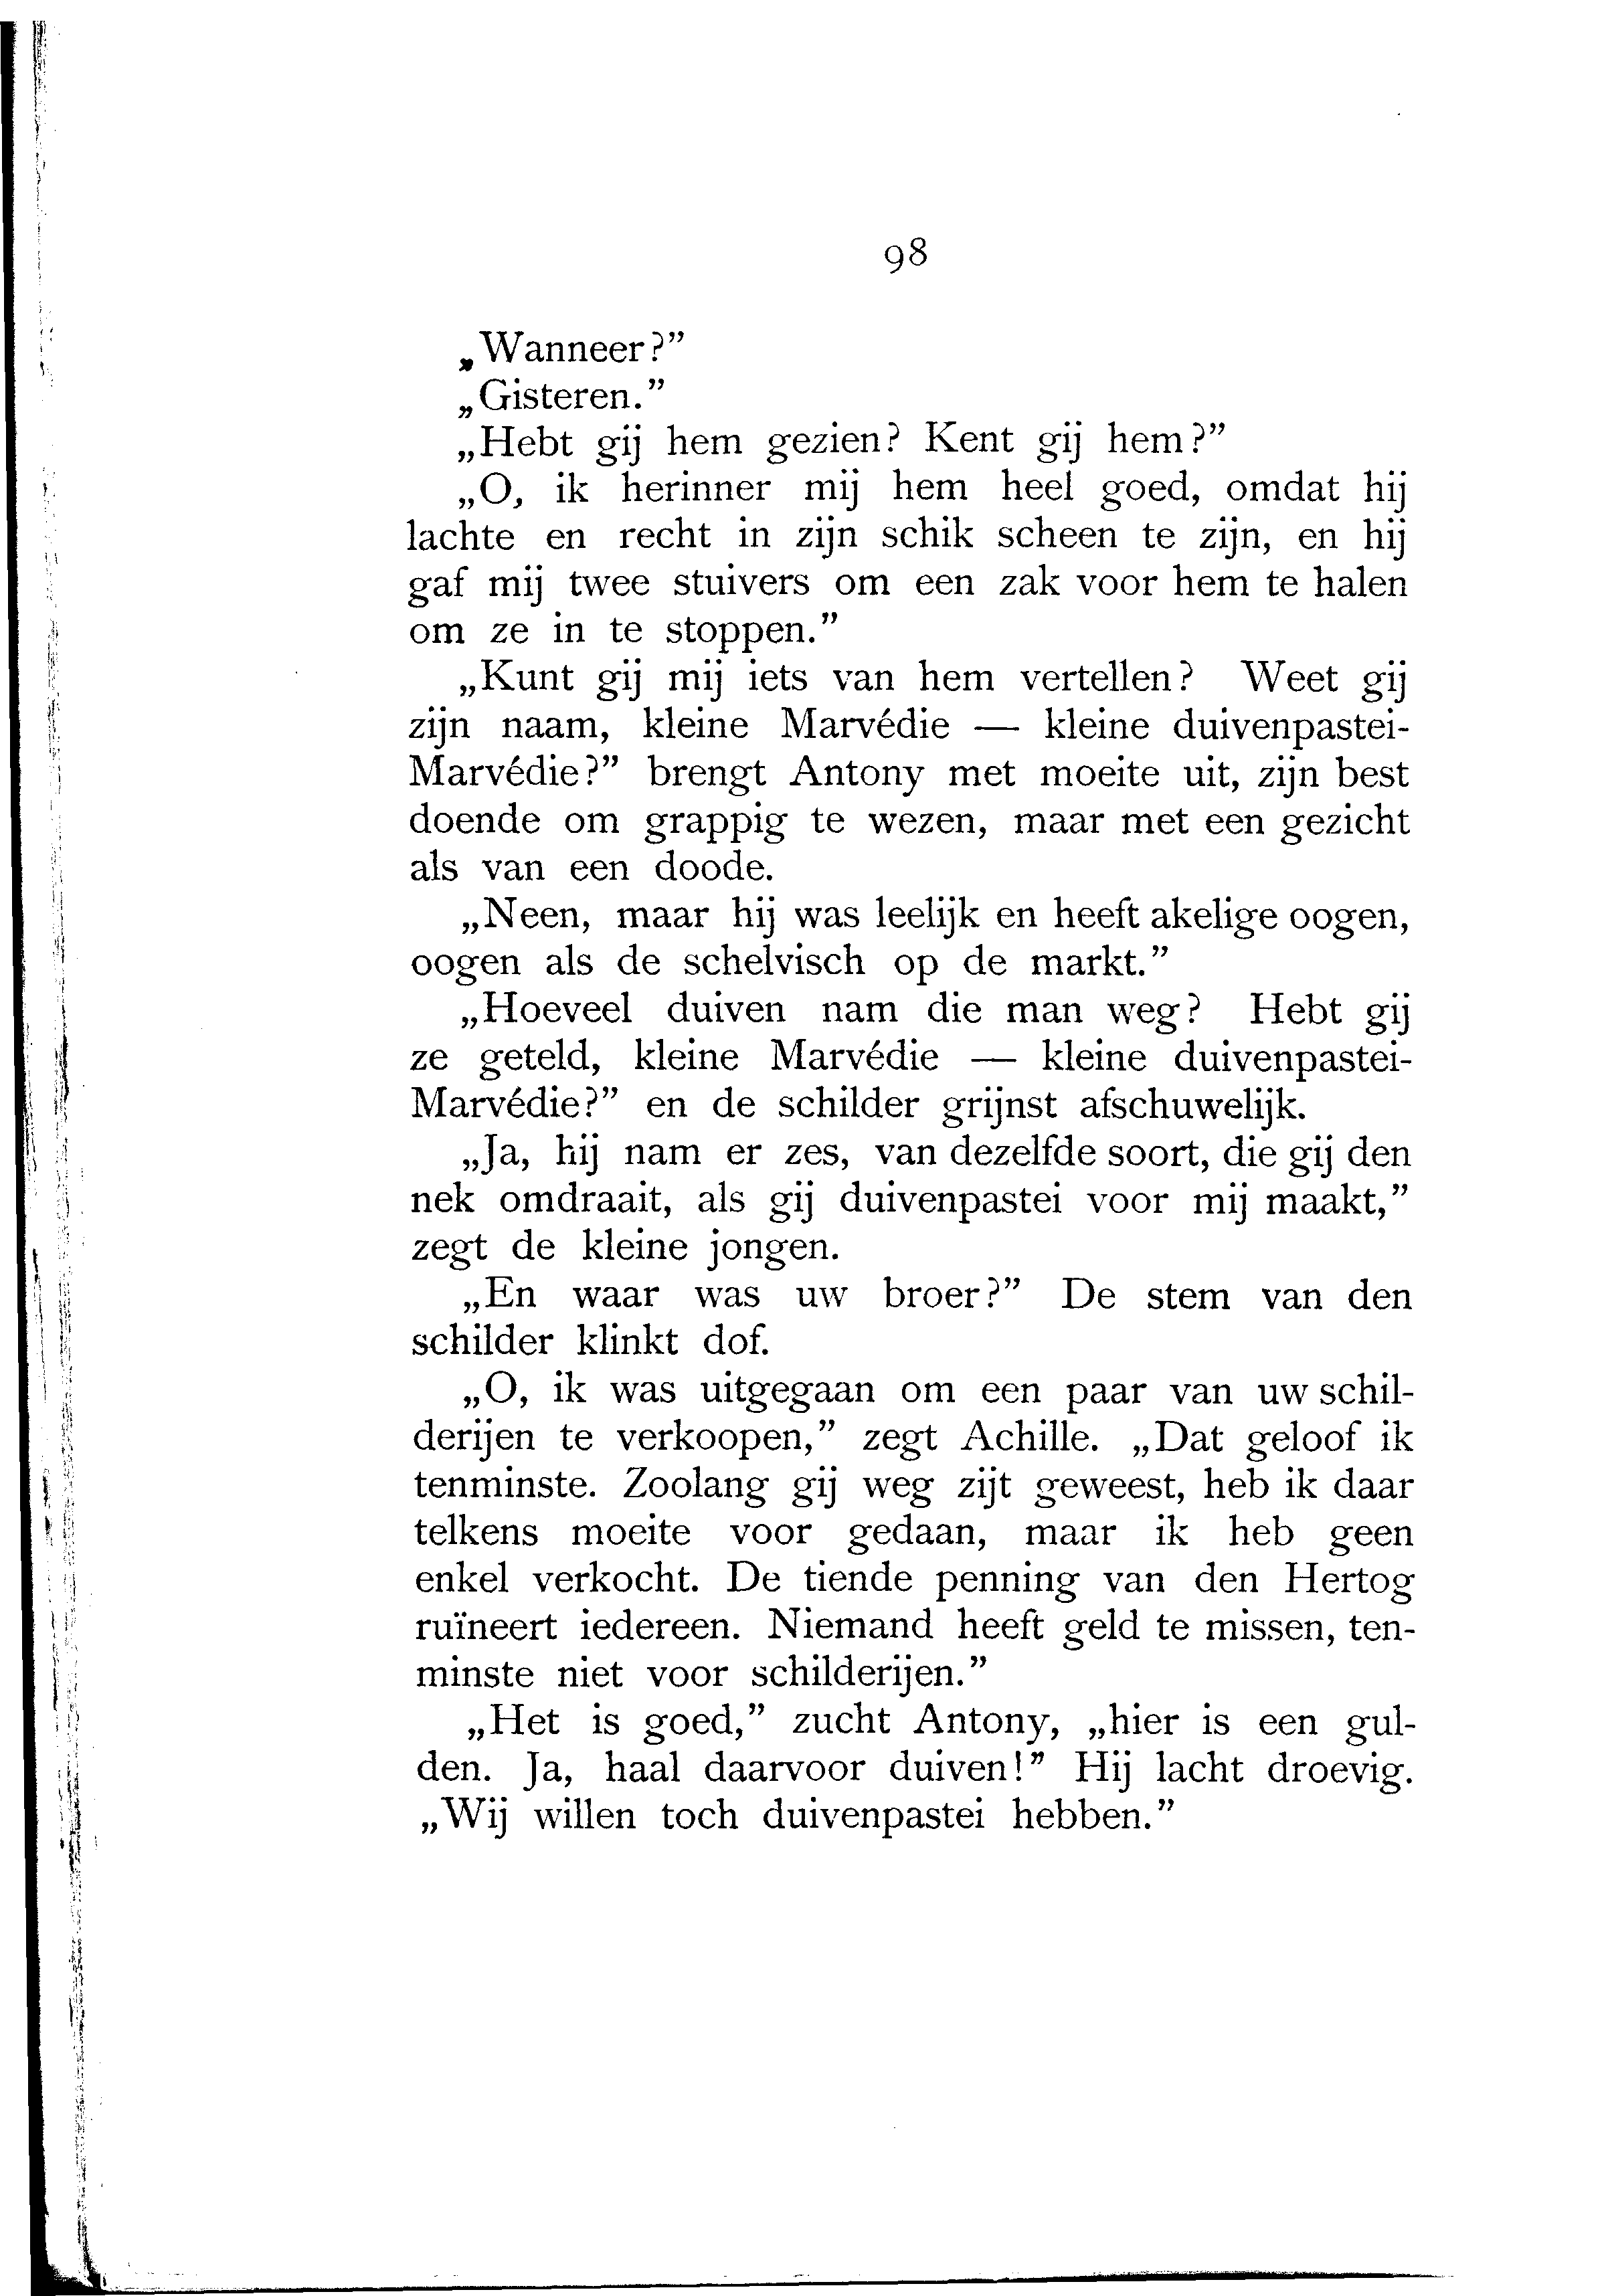 98
„Wanneer?”
„Gisteren.”
„Hebt gij hem gezien? Kent gij hem?”
„O, ik herinner mij hem heel goed, omdat hij
lachte en recht in zijn schik scheen te zijn, en hij
gaf mij twee stuivers om een zak voor hem te halen
om ze in te stoppen.”
„Kunt gij mij iets van hem vertellen? Weet gij
zijn naam, kleine Marvédie — kleine duivenpastei-
Marvédie?” brengt Antony met moeite uit, zijn best
doende om grappig te wezen, maar met een gezicht
als van een doode.
„Neen, maar hij was leelijk en heeft akelige oogen,
oogen als de schelvisch op de markt.”
„Hoeveel duiven nam die man weg? Hebt gij
ze geteld, kleine Marvédie — kleine duivenpastei-
Marvédie?” en de schilder grijnst afschuwelijk.
„Ja, hij nam er zes, van dezelfde soort, die gij den
nek omdraait, als gij duivenpastei voor mij maakt,”
zegt de kleine jongen.
„En waar was uw broer?” De stem van den
schilder klinkt dof.
„O, ik was uitgegaan om een paar van uw schil-
derijen te verkoopen,” zegt Achille. „Dat geloof ik
tenminste. Zoolang gij weg zijt geweest, heb ik daar
telkens moeite voor gedaan, maar ik heb geen
enkel verkocht. De tiende penning van den Hertog
ruïneert iedereen. Niemand heeft geld te missen, ten-
minste niet voor schilderijen.”
„Het is goed,” zucht Antony, „hier is een gul-
den. Ja, haal daarvoor duiven!” Hij lacht droevig.
„Wij willen toch duivenpastei hebben.”